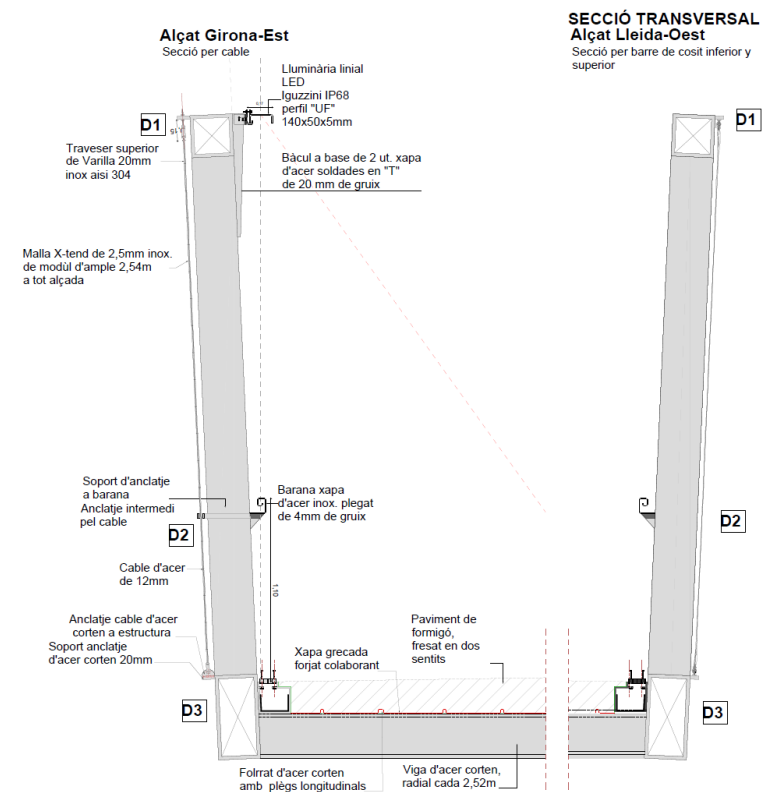 Alçat Girona-Est
Secció per cable
SECCIÓ TRANSVERSAL
Alçat Lleida-Oest
Secció per barre de cosit inferior y
superior
Lluminària linial
LED
Iguzzini IP68
perfil "UF"
140x50x5mm
D1
D1
Traveser superior
de Varilla 20mm
inox aisi 304
Bàcul a base de 2 ut. xapa
d'acer soldades en "T"
de 20 mm de gruix
Malla X-tend de 2,5mm inox.
de modùl d'ample 2,54m
a tot alçada
Soport d'anclatje
a barana
Anclatje intermedi
pel cable
Barana xapa
d'acer inox. plegat
de 4mm de gruix
D2
D2
Cable d'acer
de 12mm
1,10
Anclatje cable d'acer
corten a estructura
Soport anclatje
d'acer corten 20mm
Xapa grecada
forjat colaborant
Paviment de
formigó,
fresat en dos
sentits
D3
D3
Folrrat d'acer corten
amb plègs longitudinals
Viga d'acer corten,
radial cada 2,52m